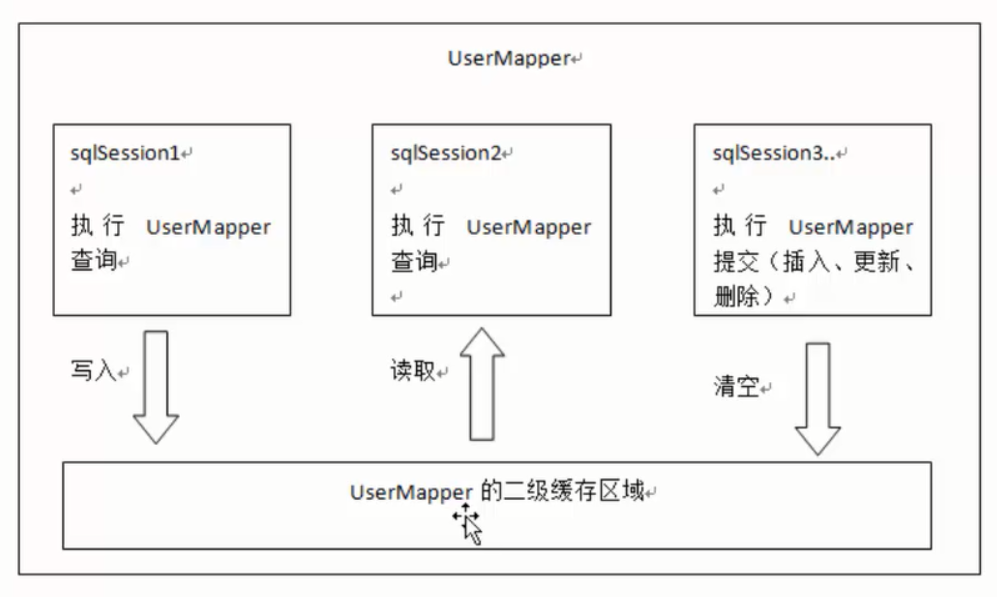 UserMapper
sqlSession1
执行 UserMapper
查询
写入
sqlSession2
执行 UserMapper
查询
读取
sqlSession3..
执行 UserMapper
提交（插入、更新、
删除）
清空
UserMapper 的二级缓存区域